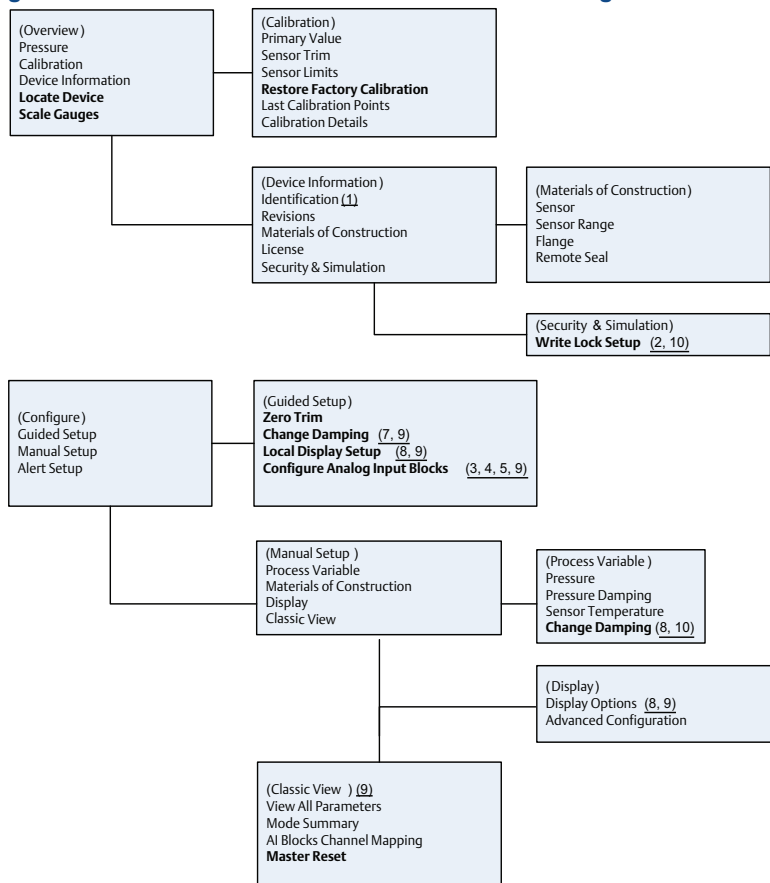 (Overview)
Pressure
Calibration
Device Information
Locate Device
Scale Gauges
(Calibration)
Primary Value
Sensor Trim
Sensor Limits
Restore Factory Calibration
Last Calibration Points
Calibration Details
(Device Information)
Identification (1)
Revisions
Materials of Construction
License
Security & Simulation
(Materials of Construction)
Sensor
Sensor Range
Flange
Remote Seal
(Security & Simulation)
Write Lock Setup (2, 10)
(Configure)
Guided Setup
Manual Setup
Alert Setup
(Guided Setup)
Zero Trim
Change Damping (7, 9)
Local Display Setup (8, 9)
Configure Analog Input Blocks (3, 4, 5, 9)
(Manual Setup )
Process Variable
Materials of Construction
Display
Classic View
(Process Variable )
Pressure
Pressure Damping
Sensor Temperature
Change Damping (8, 10)
(Display)
Display Options (8, 9)
Advanced Configuration
(Classic View ) (9)
View All Parameters
Mode Summary
AI Blocks Channel Mapping
Master Reset